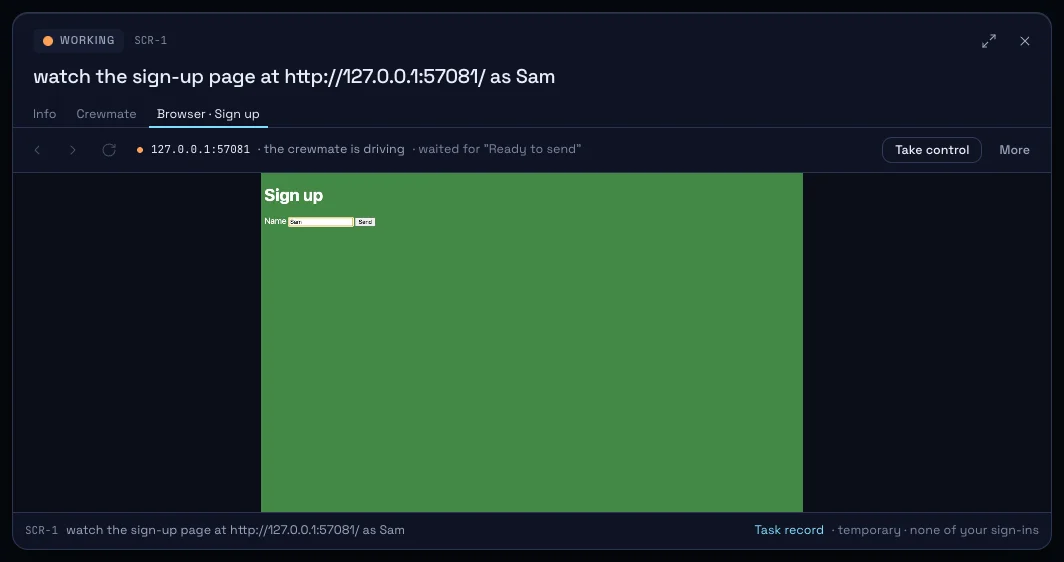 WORKING SCR-1
watch the sign-up page at http://127.0.0.1:57081/ as Sam
Info Crewmate Browser · Sign up
127.0.0.1:57081 · the crewmate is driving · waited for "Ready to send" Take control More
Sign up
Name Sam Send
SCR-1 watch the sign-up page at http://127.0.0.1:57081/ as Sam Task record · temporary · none of your sign-ins